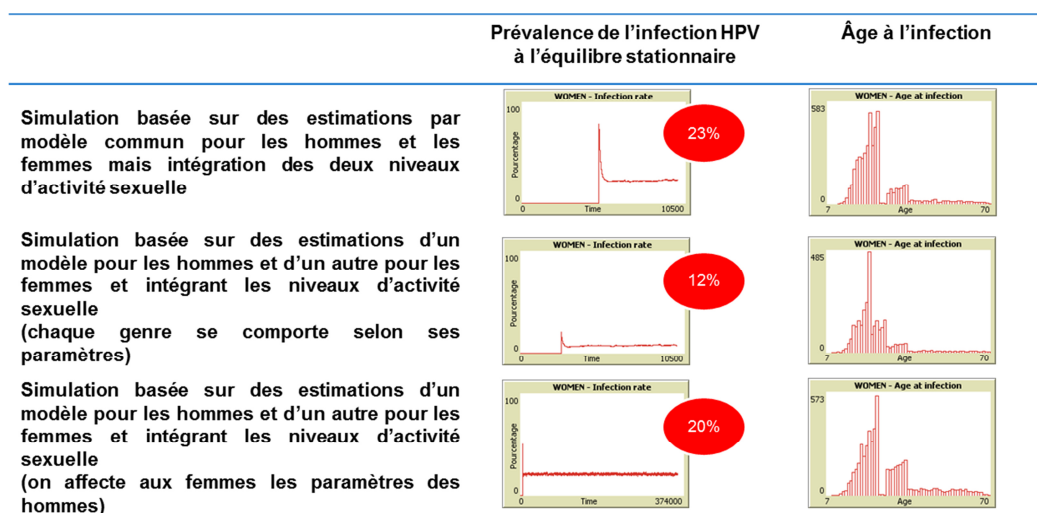 Prévalence de l’infection HPV
à l’équilibre stationnaire
Âge à l’infection
Simulation basée sur des estimations par
modèle commun pour les hommes et les
femmes mais intégration des deux niveaux
d’activité sexuelle
WOMEN - Infection rate
100
Pourcentage
0
0 Time 10500
23%
WOMEN - Age at infection
583
0
7 Age 70
Simulation basée sur des estimations d’un
modèle pour les hommes et d’un autre pour les
femmes et intégrant les niveaux d’activité
sexuelle
(chaque genre se comporte selon ses
paramètres)
WOMEN - Infection rate
100
Pourcentage
0
0 Time 10500
12%
WOMEN - Age at infection
485
0
7 Age 70
Simulation basée sur des estimations d’un
modèle pour les hommes et d’un autre pour les
femmes et intégrant les niveaux d’activité
sexuelle
(on affecte aux femmes les paramètres des
hommes)
WOMEN - Infection rate
100
Pourcentage
0
0 Time 374000
20%
WOMEN - Age at infection
573
0
7 Age 70